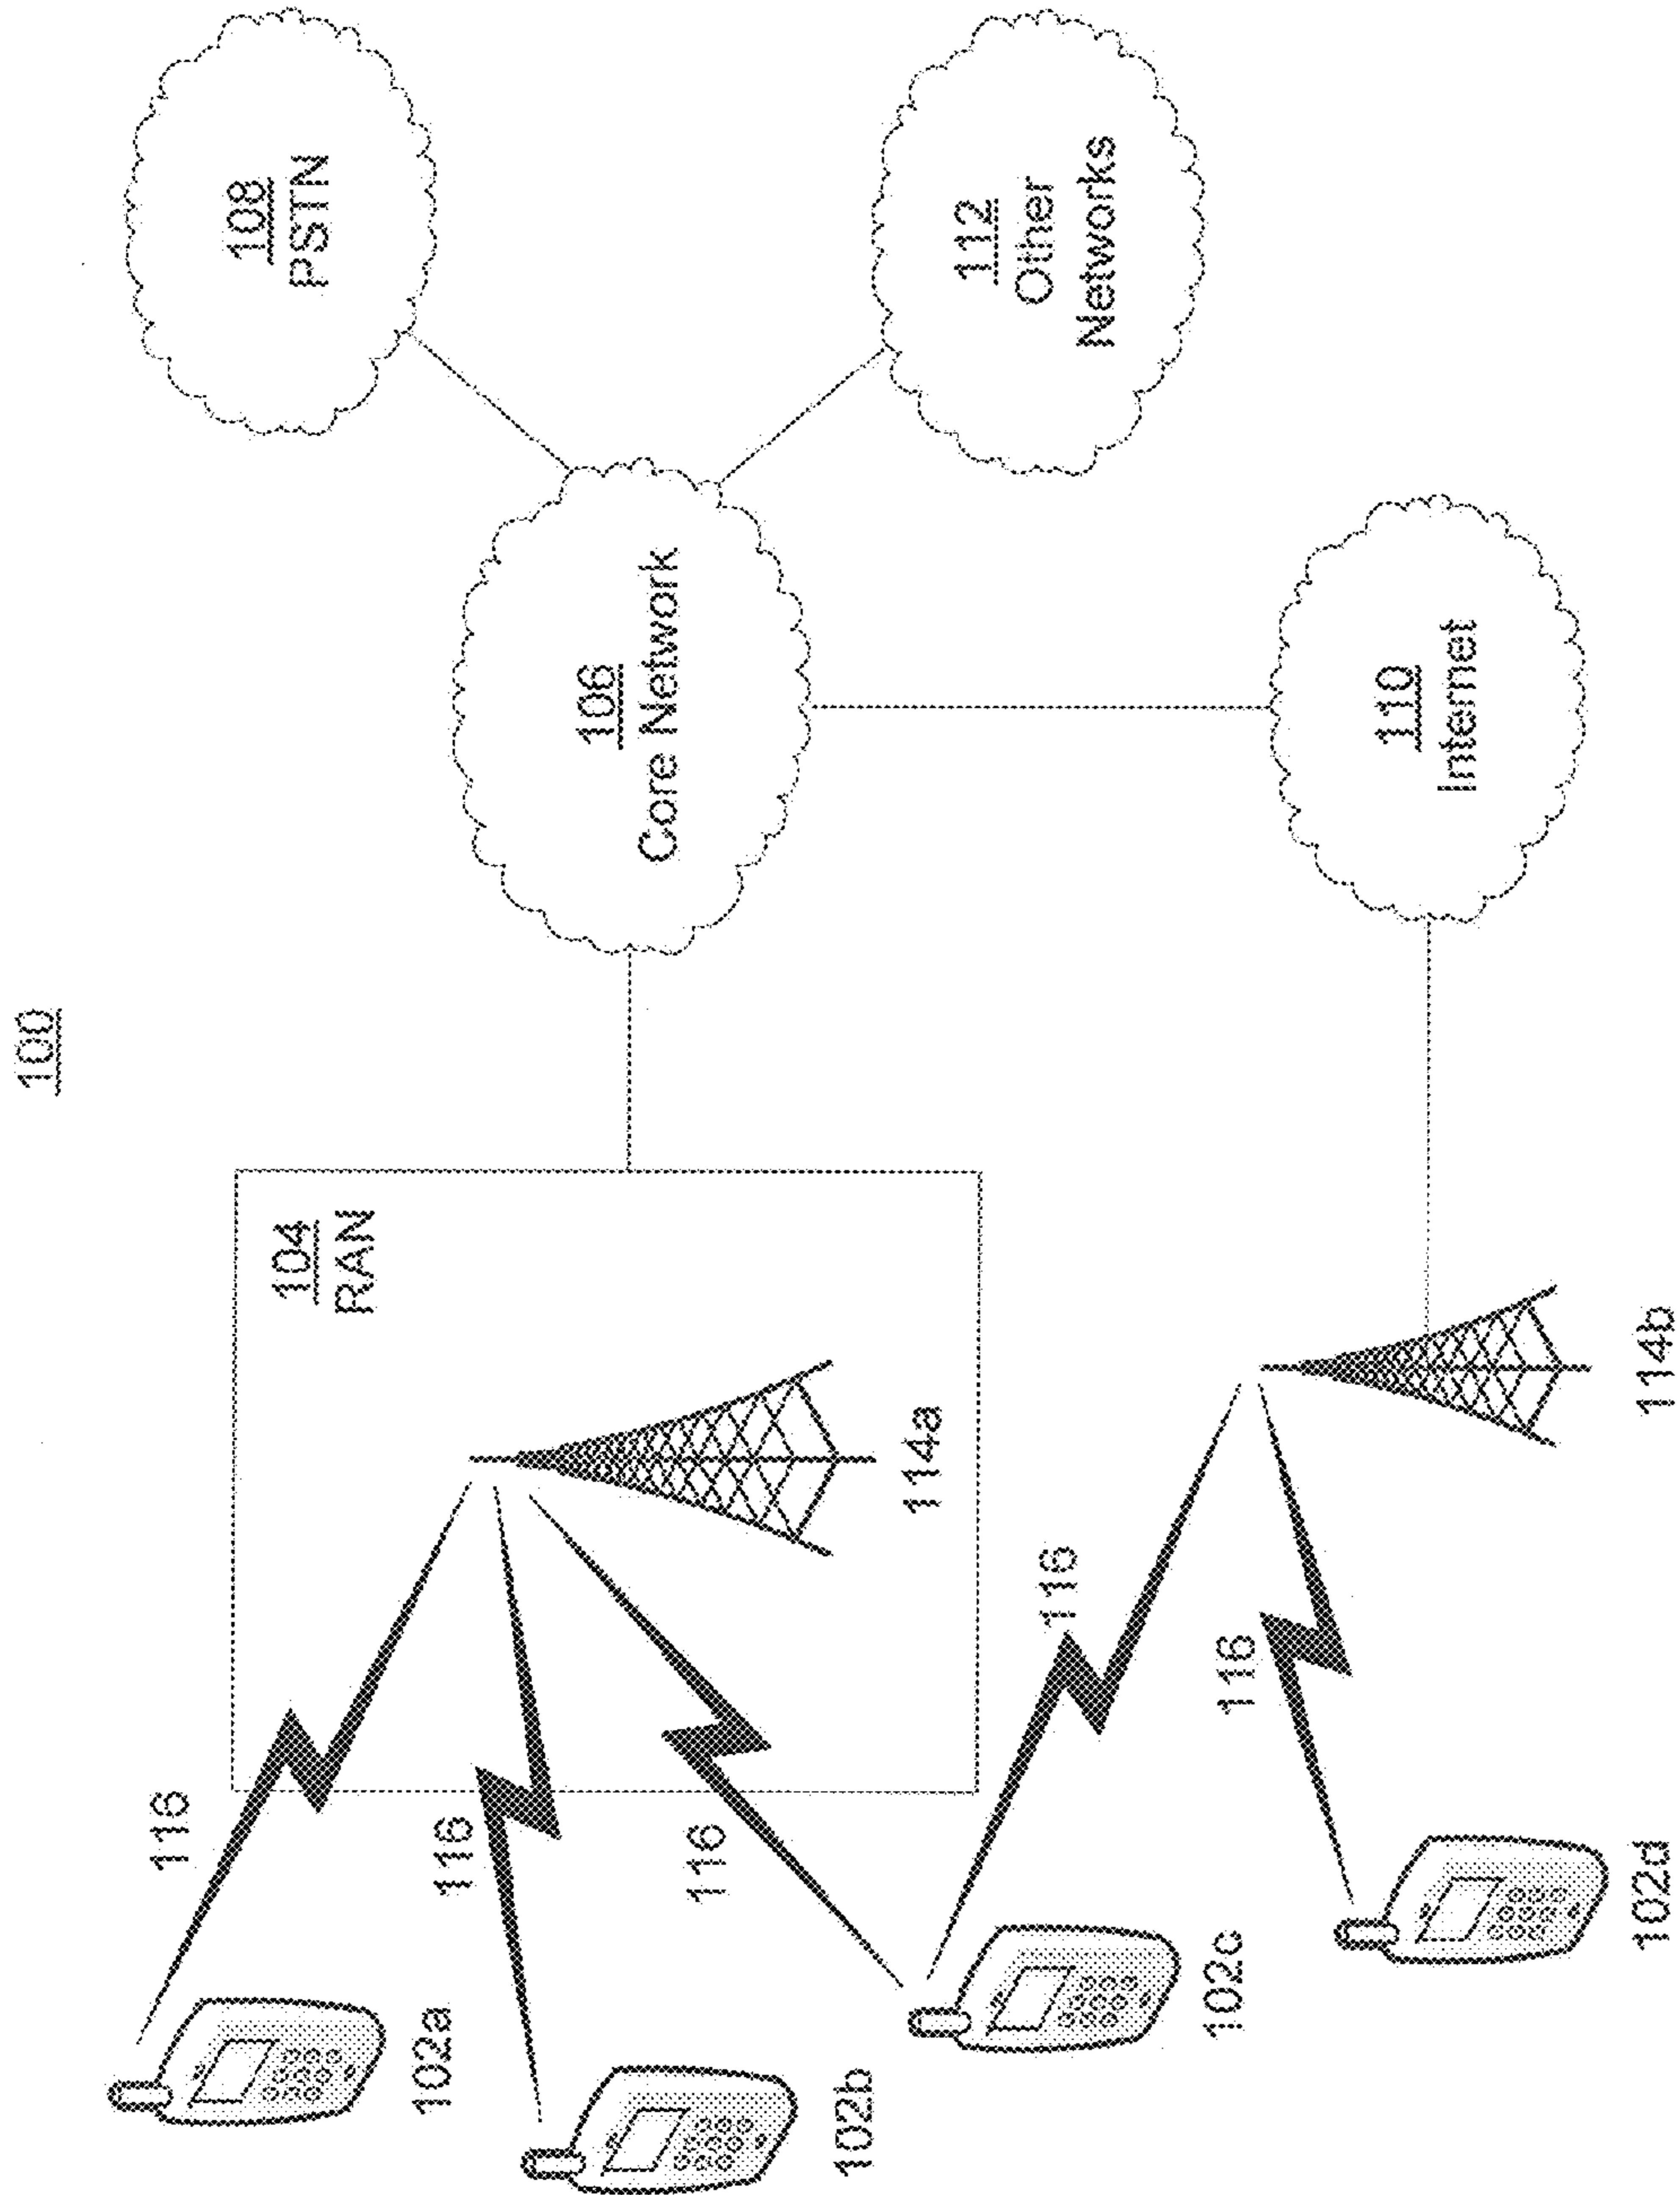 100
108
PSTN
106
Core Network
112
Other
Networks
104
RAN
110
Internet
114a
114b
116
116
116
116
116
102a
102b
102c
102d